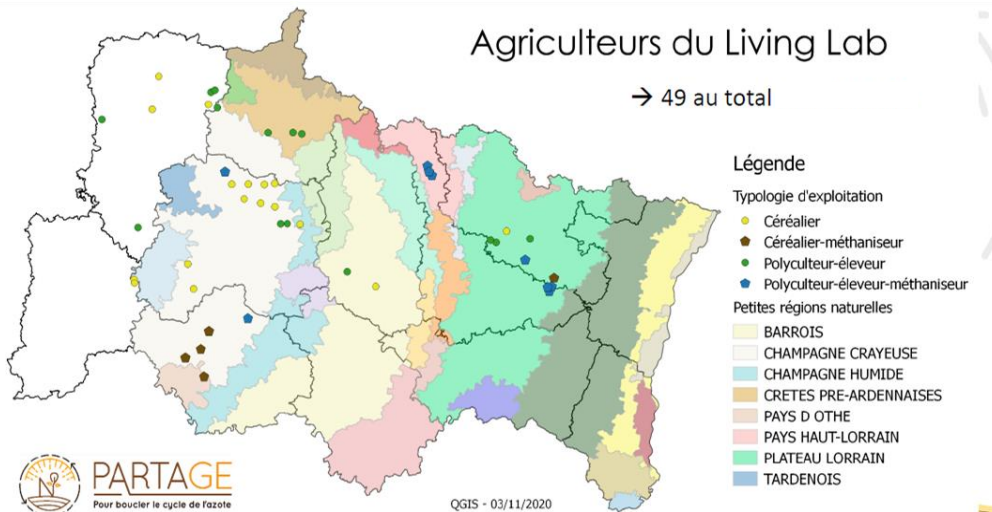 Agriculteurs du Living Lab
→ 49 au total
Légende
Typologie d'exploitation
Céréalier
Céréalier-méthaniseur
Polyculteur-éleveur
Polyculteur-éleveur-méthaniseur
Petites régions naturelles
BARROIS
CHAMPAGNE CRAYEUSE
CHAMPAGNE HUMIDE
CRETES PRE-ARDENNAISES
PAYS D OTHE
PAYS HAUT-LORRAIN
PLATEAU LORRAIN
TARDENOIS
N
PARTAGE
Pour boucler le cycle de l'azote
QGIS - 03/11/2020